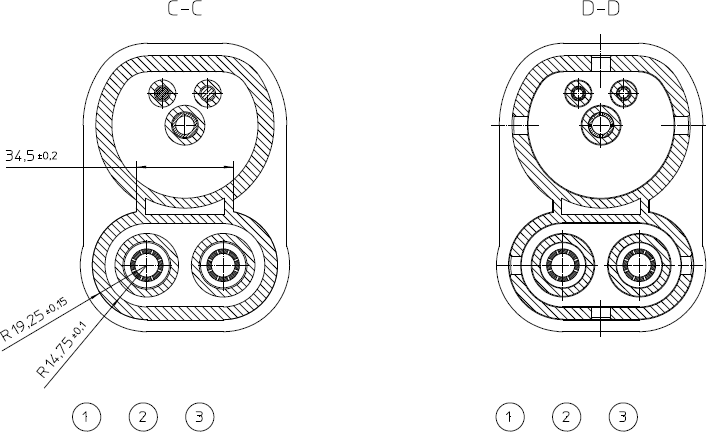 C-C
D-D
34,5 ±0,2
R19,25 ±0,15
R14,75 ±0,1
1 2 3
1 2 3